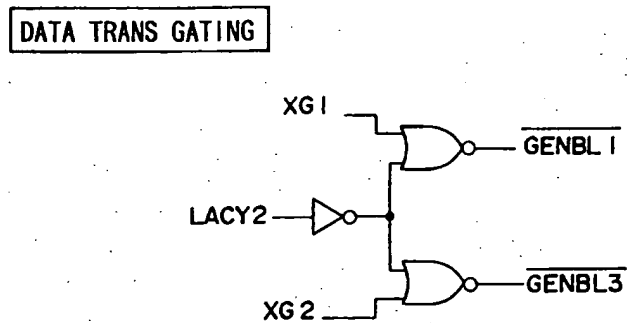 DATA TRANS GATING
XG1
GENBL1
LACY2
GENBL3
XG2